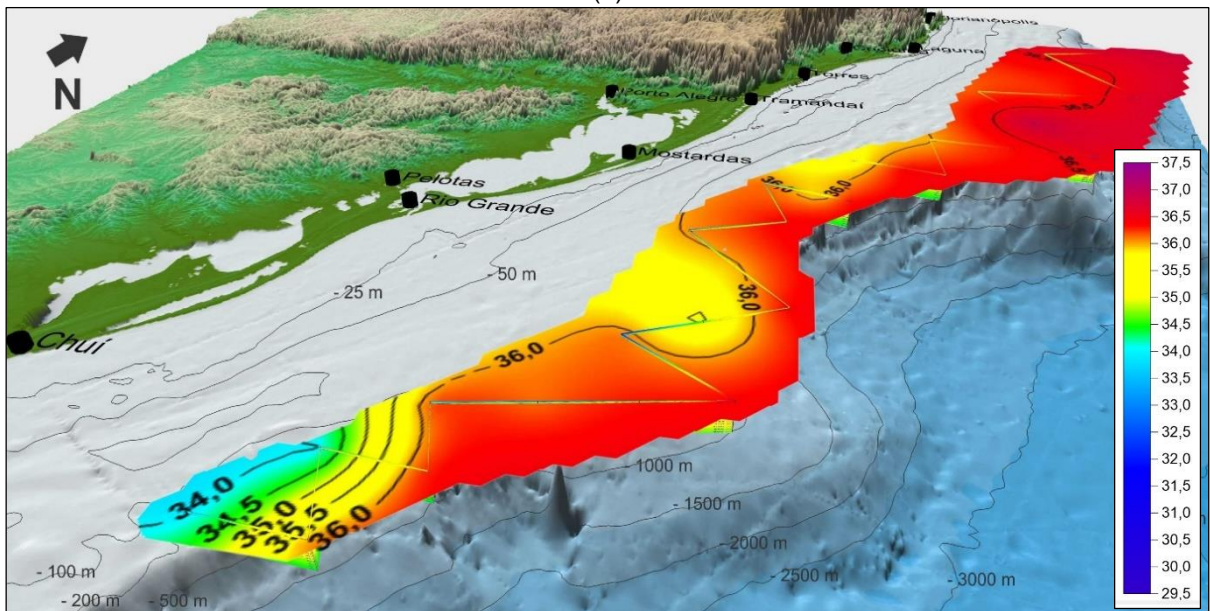 N
Florianópolis
Laguna
Torres
Porto Alegre
Tramandaí
Mostardas
Pelotas
Rio Grande
Chuí
- 25 m
- 50 m
36,0
36,0
36,0
- 36,0
36,0
34,0
34,5
35,0
35,5
36,0
- 100 m
- 200 m
- 500 m
- 1000 m
- 1500 m
- 2000 m
- 2500 m
- 3000 m
37,5
37,0
36,5
36,0
35,5
35,0
34,5
34,0
33,5
33,0
32,5
32,0
31,5
31,0
30,5
30,0
29,5